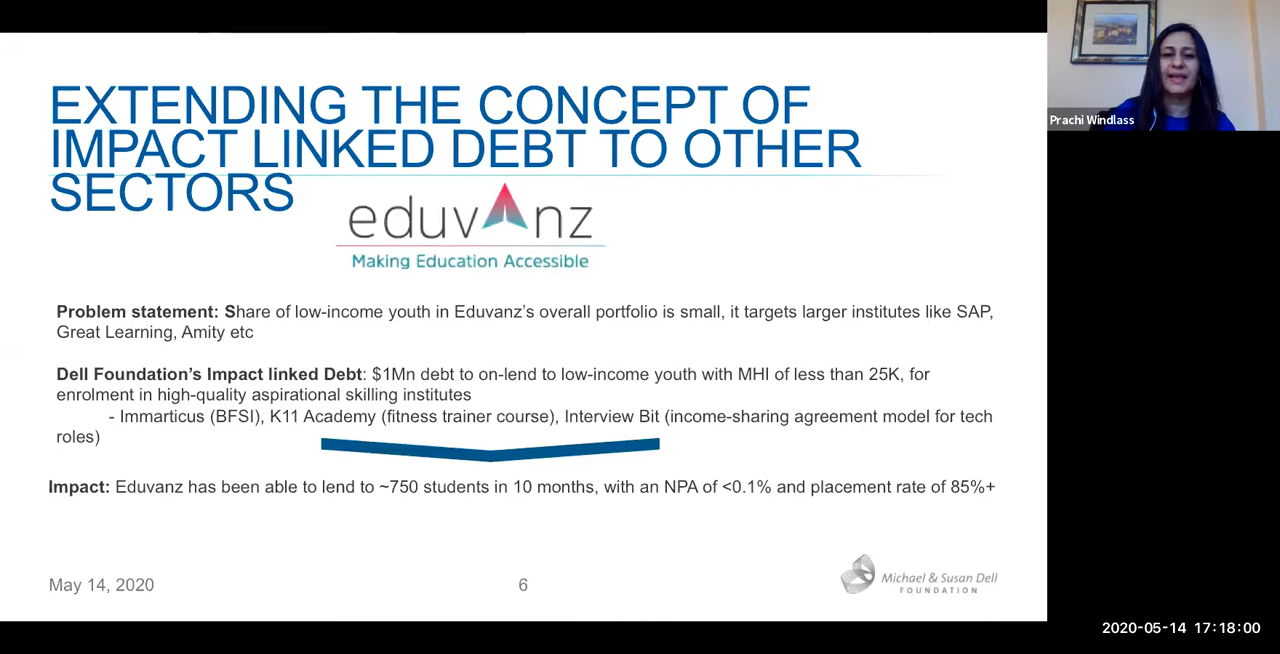 EXTENDING THE CONCEPT OF
IMPACT LINKED DEBT TO OTHER
SECTORS
eduvanz
Making Education Accessible
Problem statement: Share of low-income youth in Eduvanz’s overall portfolio is small, it targets larger institutes like SAP,
Great Learning, Amity etc
Dell Foundation’s Impact linked Debt: $1Mn debt to on-lend to low-income youth with MHI of less than 25K, for
enrolment in high-quality aspirational skilling institutes
- Immarticus (BFSI), K11 Academy (fitness trainer course), Interview Bit (income-sharing agreement model for tech
roles)
Impact: Eduvanz has been able to lend to ~750 students in 10 months, with an NPA of <0.1% and placement rate of 85%+
May 14, 2020
6
Michael & Susan Dell
FOUNDATION
Prachi Windlass
2020-05-14 17:18:00